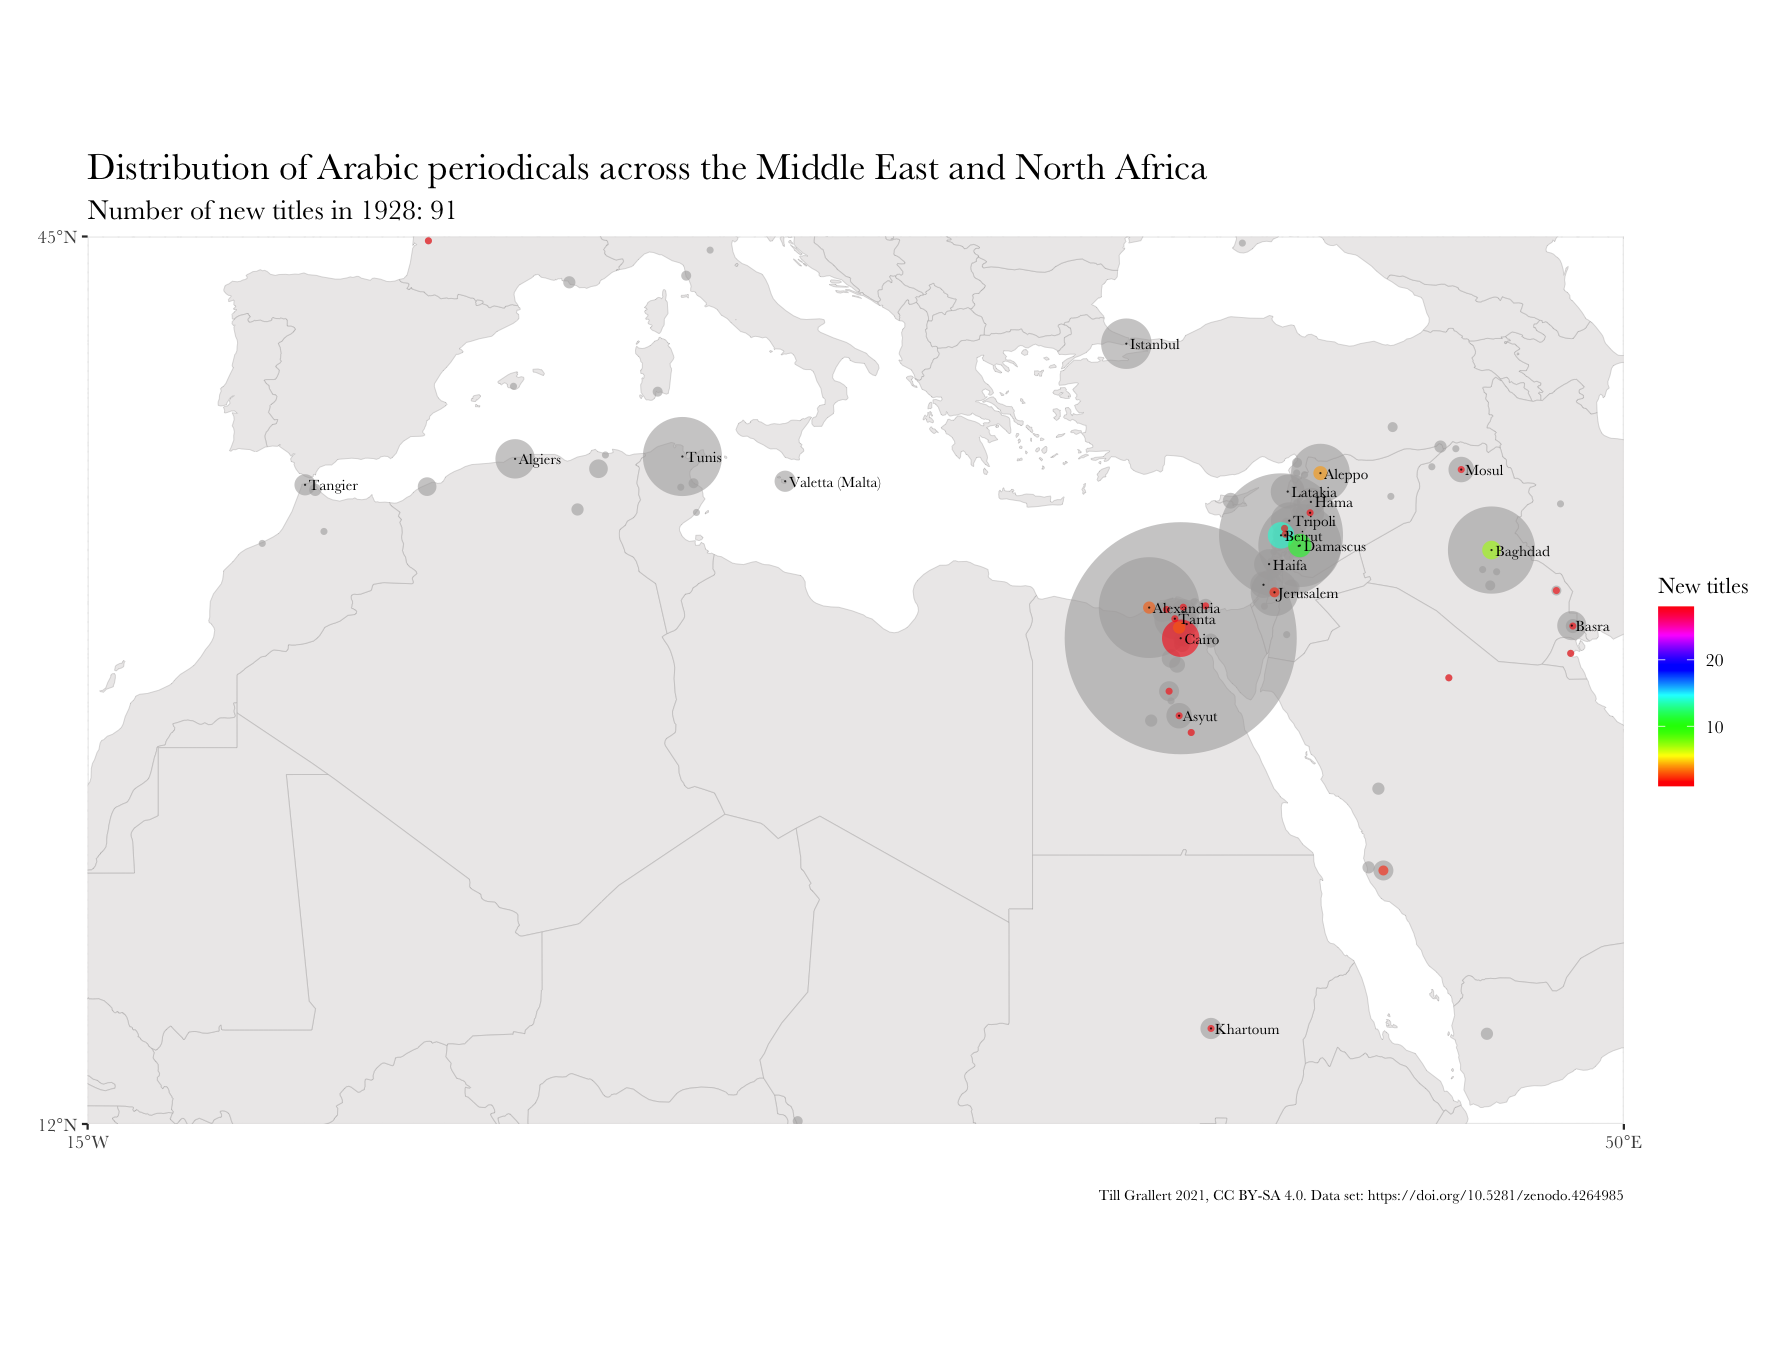 Distribution of Arabic periodicals across the Middle East and North Africa
Number of new titles in 1928: 91
45°N
Istanbul
Algiers
Tunis
Tangier
Valetta (Malta)
Aleppo
Mosul
Latakia
Hama
Tripoli
Beirut
Damascus
Baghdad
Haifa
Jerusalem
Alexandria
Tanta
Cairo
Basra
Asyut
Khartoum
New titles
20
10
12°N
15°W
50°E
Till Grallert 2021, CC BY-SA 4.0. Data set: https://doi.org/10.5281/zenodo.4264985